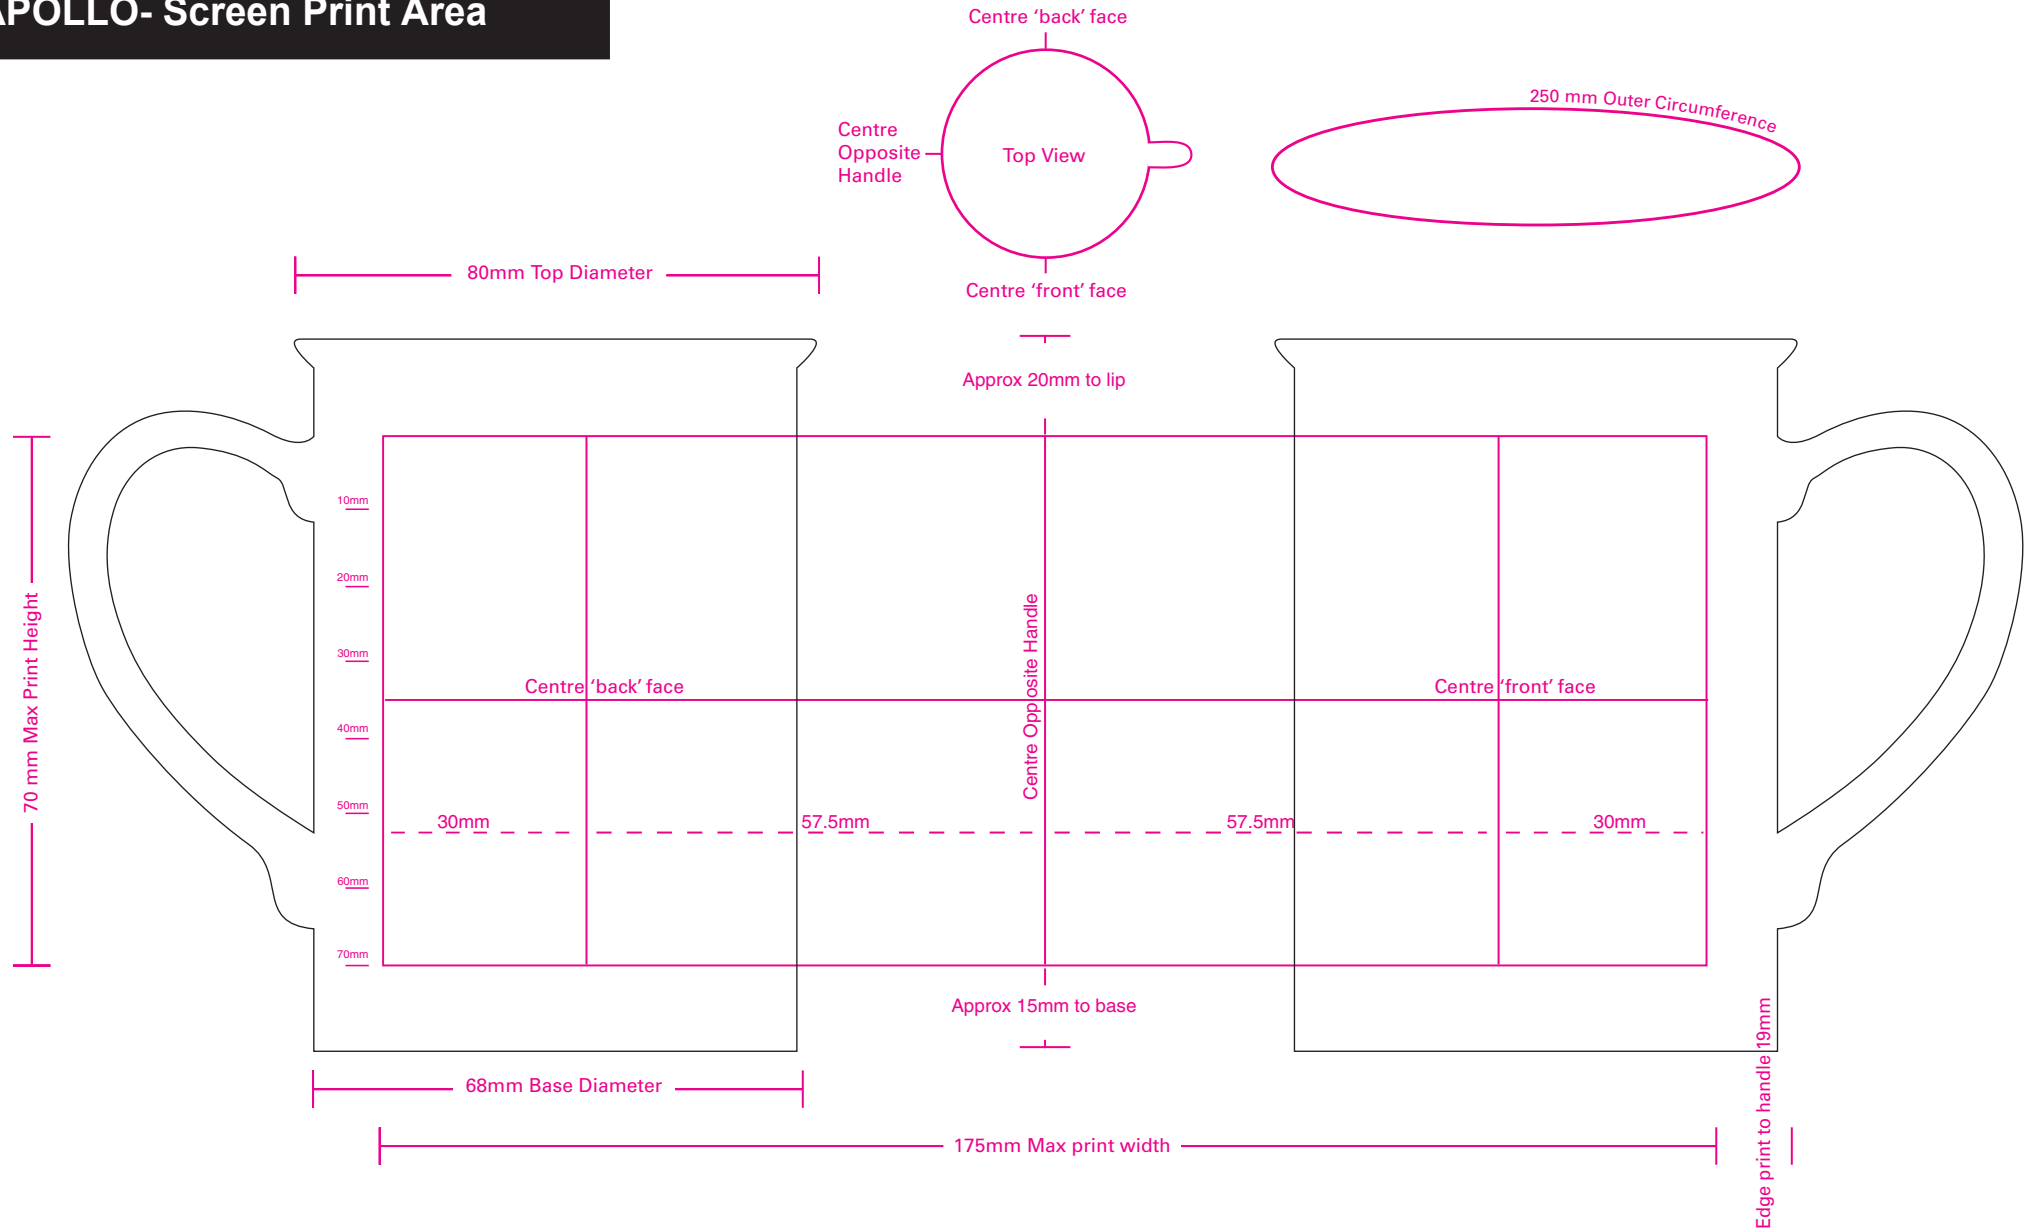 APOLLO- Screen Print Area
Centre ‘back’ face
Centre
Opposite
Handle
Top View
250 mm Outer Circumference
Centre ‘front’ face
80mm Top Diameter
Approx 20mm to lip
70 mm Max Print Height
10mm
20mm
30mm
40mm
50mm
60mm
70mm
Centre ‘back’ face
Centre Opposite Handle
Centre ‘front’ face
30mm
57.5mm
57.5mm
30mm
Approx 15mm to base
68mm Base Diameter
175mm Max print width
Edge print to handle 19mm